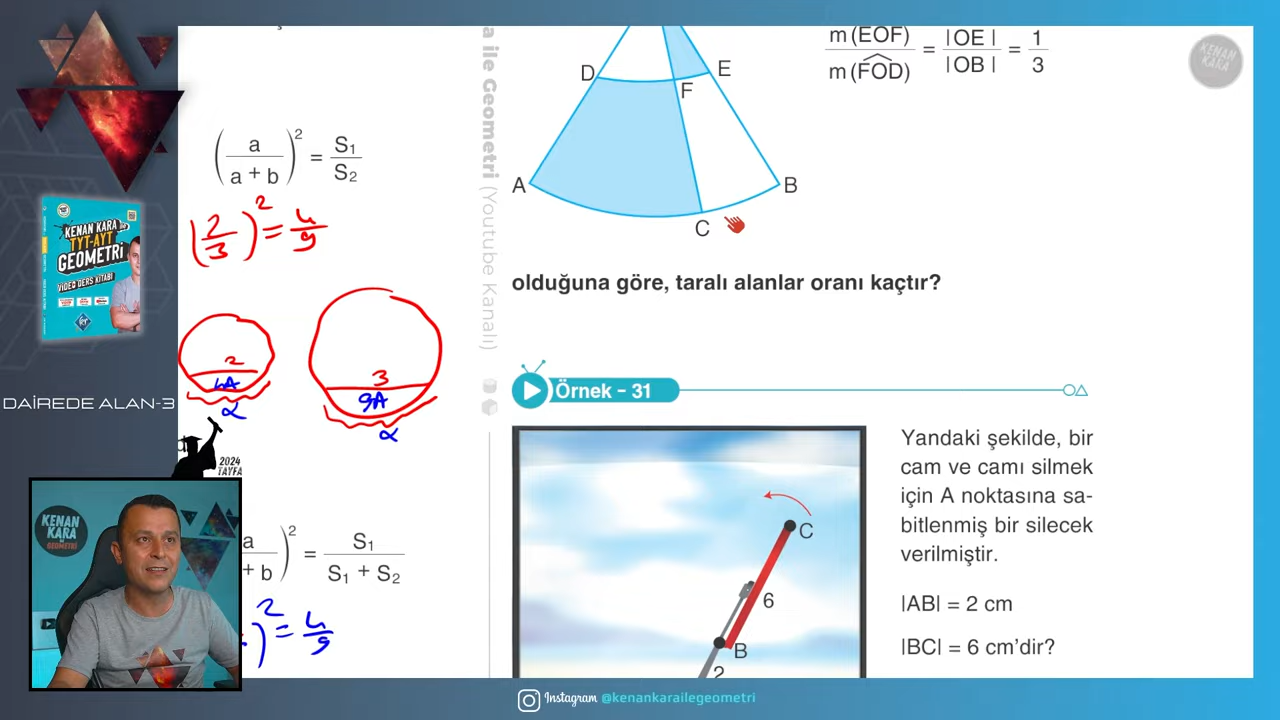 m (EOF)
m (FOD)
= |OE | / |OB | = 1/3
KENAN
KARA
D
E
F
A
B
C
a ile Geometri (Youtube Kanalı)
( a / a + b )² = S₁ / S₂
(2/3)² = 4/9
olduğuna göre, taralı alanlar oranı kaçtır?
KENAN KARA
TYT-AYT
GEOMETRİ
VİDEO DERS KİTABI
2
4A
α
3
9A
α
Örnek – 31
DAİREDE ALAN-3
2024
TAYFA
Yandaki şekilde, bir
cam ve camı silmek
için A noktasına sa-
bitlenmiş bir silecek
verilmiştir.
|AB| = 2 cm
|BC| = 6 cm'dir?
C
6
B
2
a / + b )² = S₁ / S₁ + S₂
)² = 4/9
KENAN
KARA
GEOMETRİ
Instagram @kenankarailegeometri